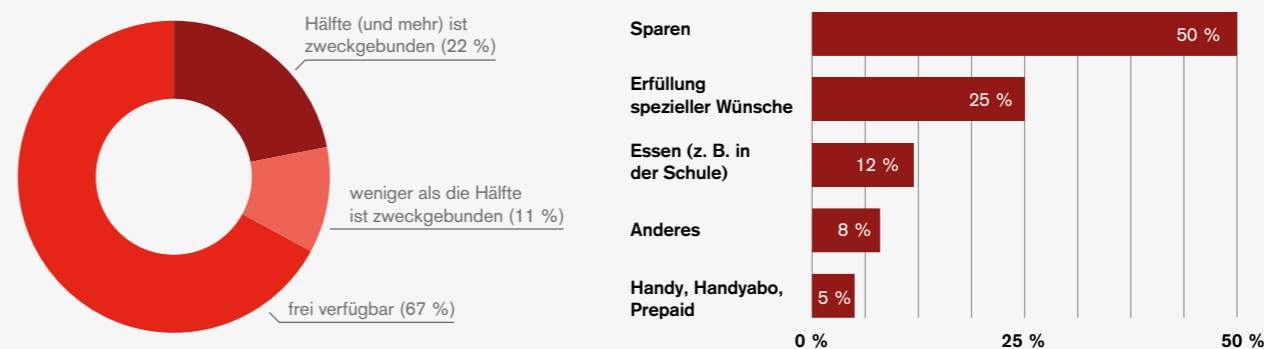 Hälfte (und mehr) ist
zweckgebunden (22 %)
weniger als die Hälfte
ist zweckgebunden (11 %)
frei verfügbar (67 %)
Sparen
50 %
Erfüllung
spezieller Wünsche
25 %
Essen (z. B. in
der Schule)
12 %
Anderes
8 %
Handy, Handyabo,
Prepaid
5 %
0 %
25 %
50 %